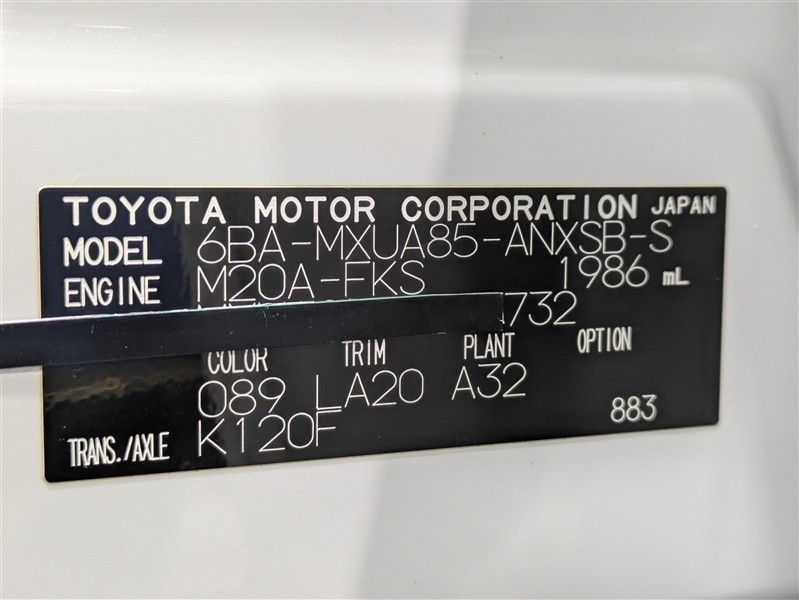 TOYOTA MOTOR CORPORATION JAPAN
MODEL 6BA-MXUA85-ANXSB-S
ENGINE M20A-FKS 1986 mL
732
COLOR TRIM PLANT OPTION
089 LA20 A32
883
TRANS./AXLE K120F